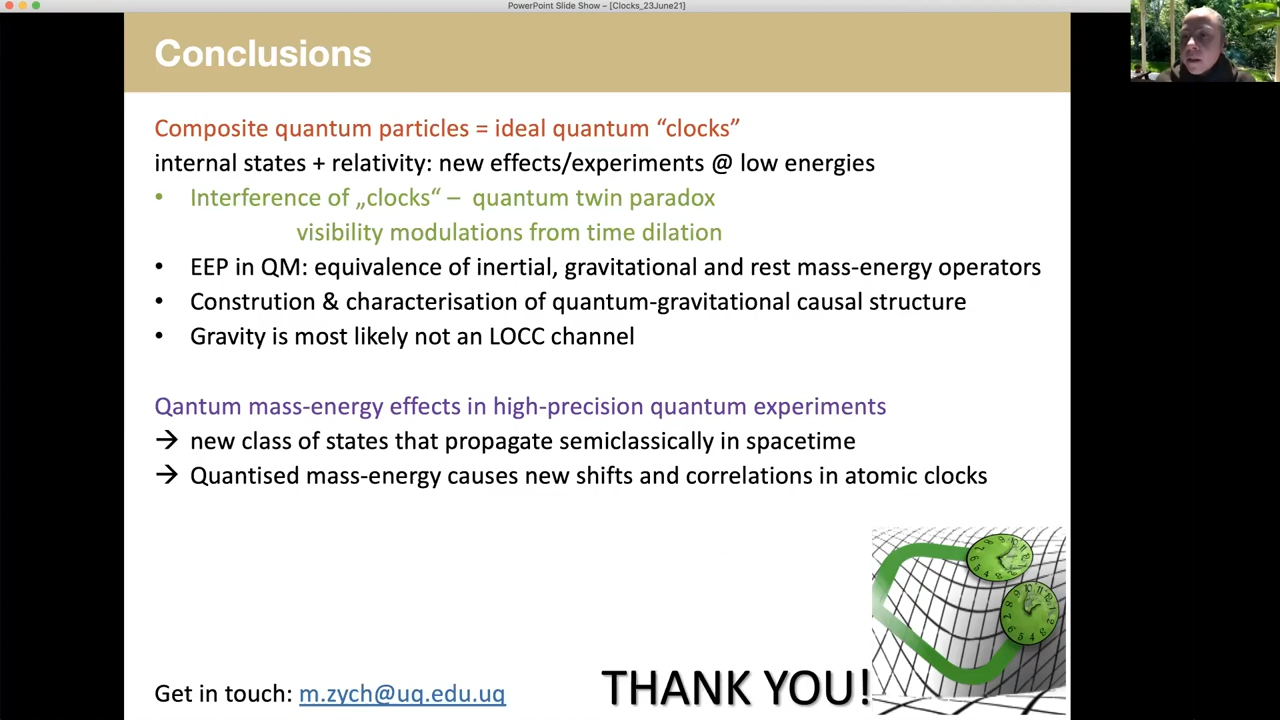 PowerPoint Slide Show – [Clocks_23June21]
Conclusions
Composite quantum particles = ideal quantum “clocks”
internal states + relativity: new effects/experiments @ low energies
• Interference of „clocks“ – quantum twin paradox
visibility modulations from time dilation
• EEP in QM: equivalence of inertial, gravitational and rest mass-energy operators
• Constrution & characterisation of quantum-gravitational causal structure
• Gravity is most likely not an LOCC channel
Qantum mass-energy effects in high-precision quantum experiments
→ new class of states that propagate semiclassically in spacetime
→ Quantised mass-energy causes new shifts and correlations in atomic clocks
Get in touch: m.zych@uq.edu.uq
THANK YOU!